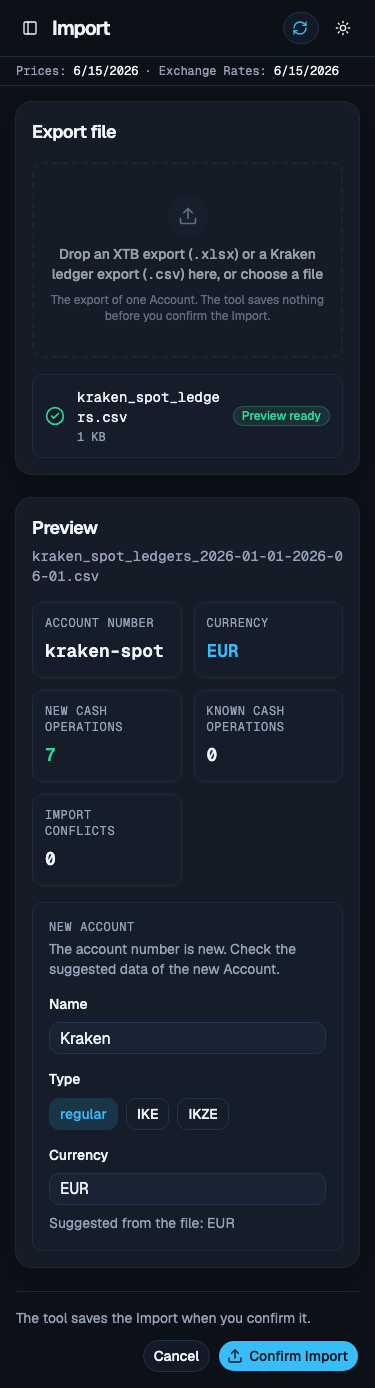 Import
Prices: 6/15/2026 · Exchange Rates: 6/15/2026
Export file
Drop an XTB export (.xlsx) or a Kraken
ledger export (.csv) here, or choose a file
The export of one Account. The tool saves nothing
before you confirm the Import.
kraken_spot_ledge
rs.csv
1 KB
Preview ready
Preview
kraken_spot_ledgers_2026-01-01-2026-0
6-01.csv
ACCOUNT NUMBER
kraken-spot
CURRENCY
EUR
NEW CASH
OPERATIONS
7
KNOWN CASH
OPERATIONS
0
IMPORT
CONFLICTS
0
NEW ACCOUNT
The account number is new. Check the
suggested data of the new Account.
Name
Kraken
Type
regular IKE IKZE
Currency
EUR
Suggested from the file: EUR
The tool saves the Import when you confirm it.
Cancel Confirm Import